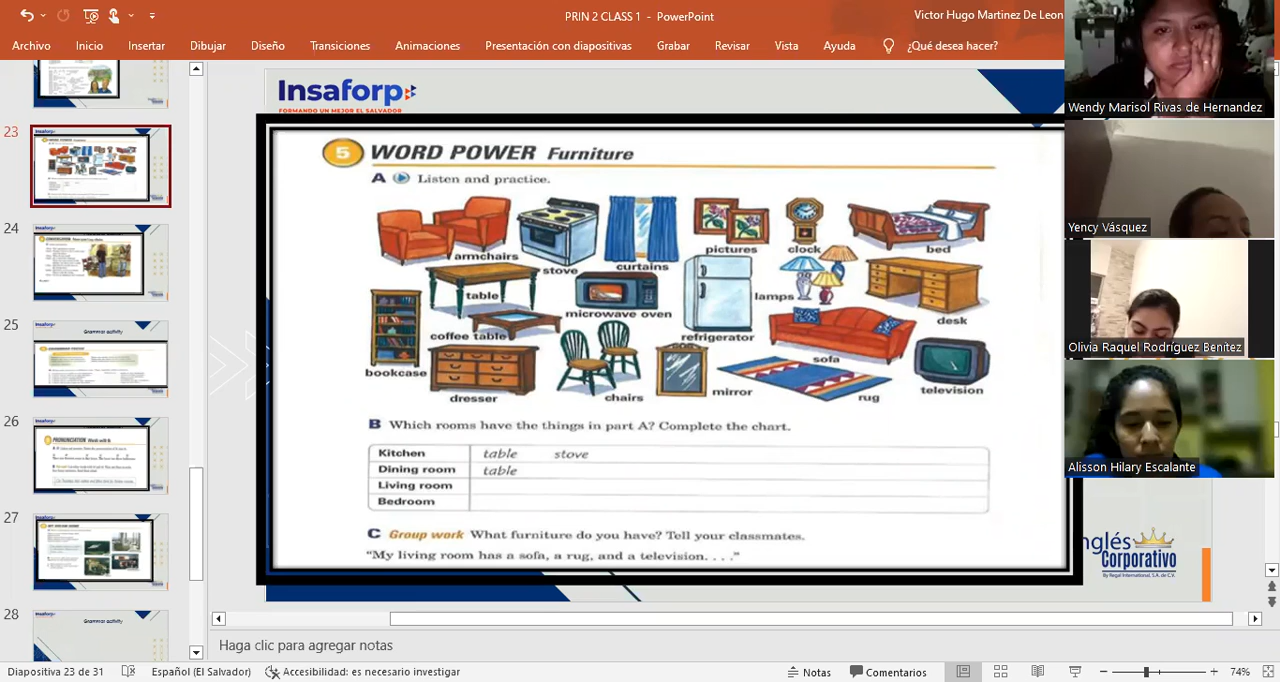 PRIN 2 CLASS 1 - PowerPoint
Victor Hugo Martinez De Leon
Archivo Inicio Insertar Dibujar Diseño Transiciones Animaciones Presentación con diapositivas Grabar Revisar Vista Ayuda ¿Qué desea hacer?
Wendy Marisol Rivas de Hernandez
Yency Vásquez
Olivia Raquel Rodríguez Benitez
Alisson Hilary Escalante
23
24
25
26
27
28
Insaforp
FORMANDO UN MEJOR EL SALVADOR
5 WORD POWER Furniture
A Listen and practice.
armchairs
stove
curtains
pictures
clock
bed
table
microwave oven
refrigerator
lamps
desk
coffee table
bookcase
dresser
chairs
mirror
sofa
rug
television
B Which rooms have the things in part A? Complete the chart.
Kitchen table stove
Dining room table
Living room
Bedroom
C Group work What furniture do you have? Tell your classmates.
"My living room has a sofa, a rug, and a television. . . ."
nglés
Corporativo
By Regal International, S.A. de C.V.
Haga clic para agregar notas
Diapositiva 23 de 31 Español (El Salvador) Accesibilidad: es necesario investigar Notas Comentarios 74%